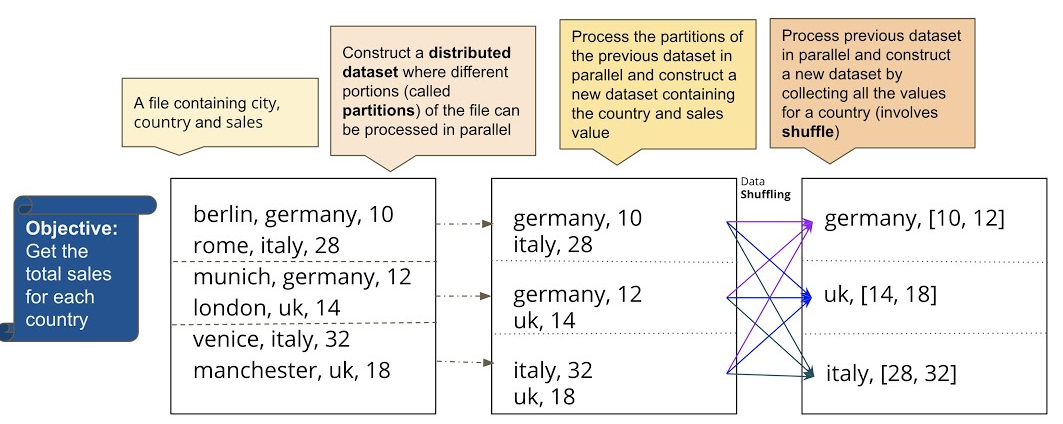 A file containing city,
country and sales
Construct a distributed
dataset where different
portions (called
partitions) of the file can
be processed in parallel
Process the partitions of
the previous dataset in
parallel and construct a
new dataset containing
the country and sales
value
Process previous dataset
in parallel and construct
a new dataset by
collecting all the values
for a country (involves
shuffle)
Objective:
Get the
total sales
for each
country
berlin, germany, 10
rome, italy, 28
munich, germany, 12
london, uk, 14
venice, italy, 32
manchester, uk, 18
germany, 10
italy, 28
germany, 12
uk, 14
italy, 32
uk, 18
Data
Shuffling
germany, [10, 12]
uk, [14, 18]
italy, [28, 32]